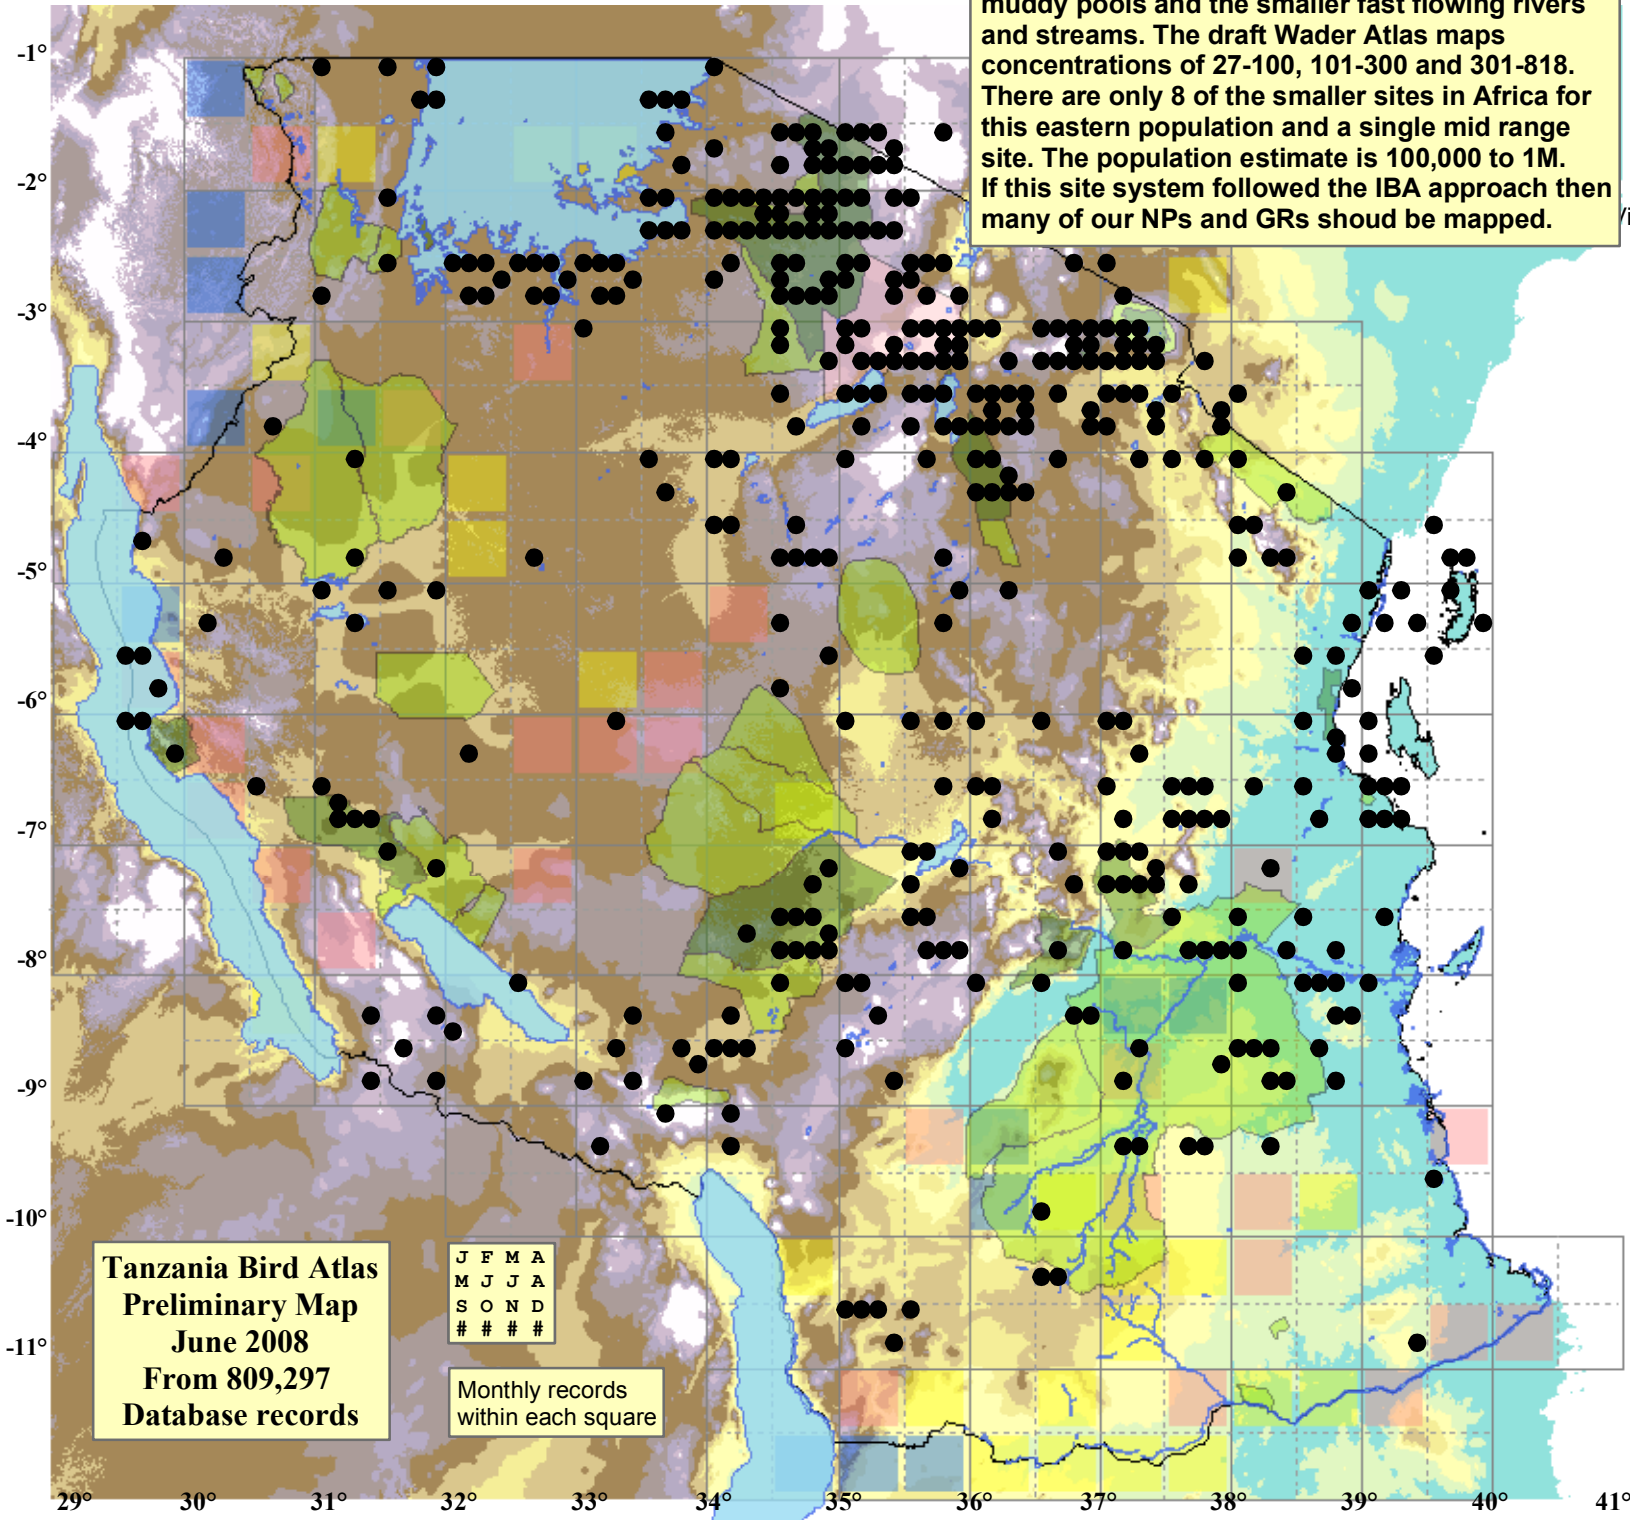 muddy pools and the smaller fast flowing rivers
and streams. The draft Wader Atlas maps
concentrations of 27-100, 101-300 and 301-818.
There are only 8 of the smaller sites in Africa for
this eastern population and a single mid range
site. The population estimate is 100,000 to 1M.
If this site system followed the IBA approach then
many of our NPs and GRs shoud be mapped.
-1°
-2°
-3°
-4°
-5°
-6°
-7°
-8°
-9°
-10°
-11°
Tanzania Bird Atlas
Preliminary Map
June 2008
From 809,297
Database records
J F M A
M J J A
S O N D
# # # #
Monthly records
within each square
29° 30° 31° 32° 33° 34° 35° 36° 37° 38° 39° 40° 41°